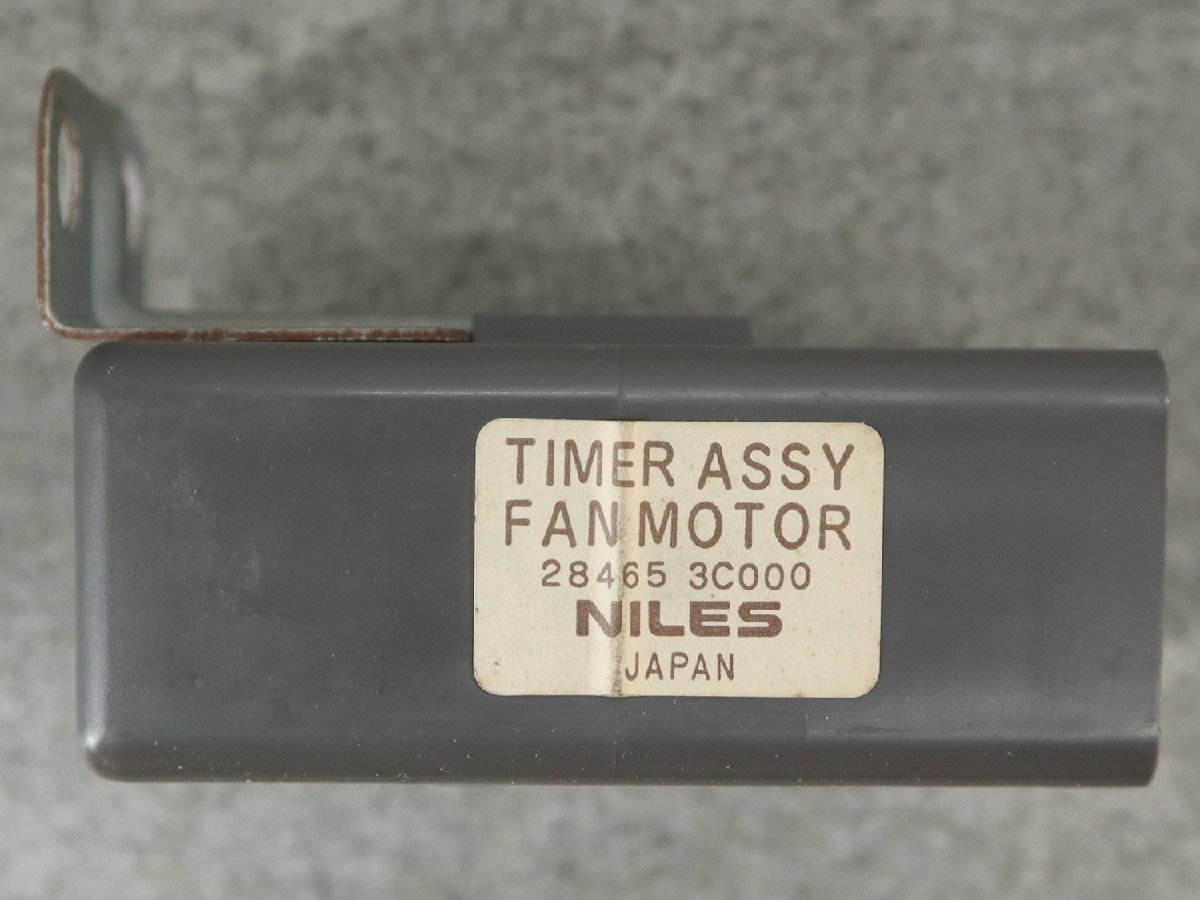 TIMER ASSY
FAN MOTOR
28465 3C000
NILES
JAPAN